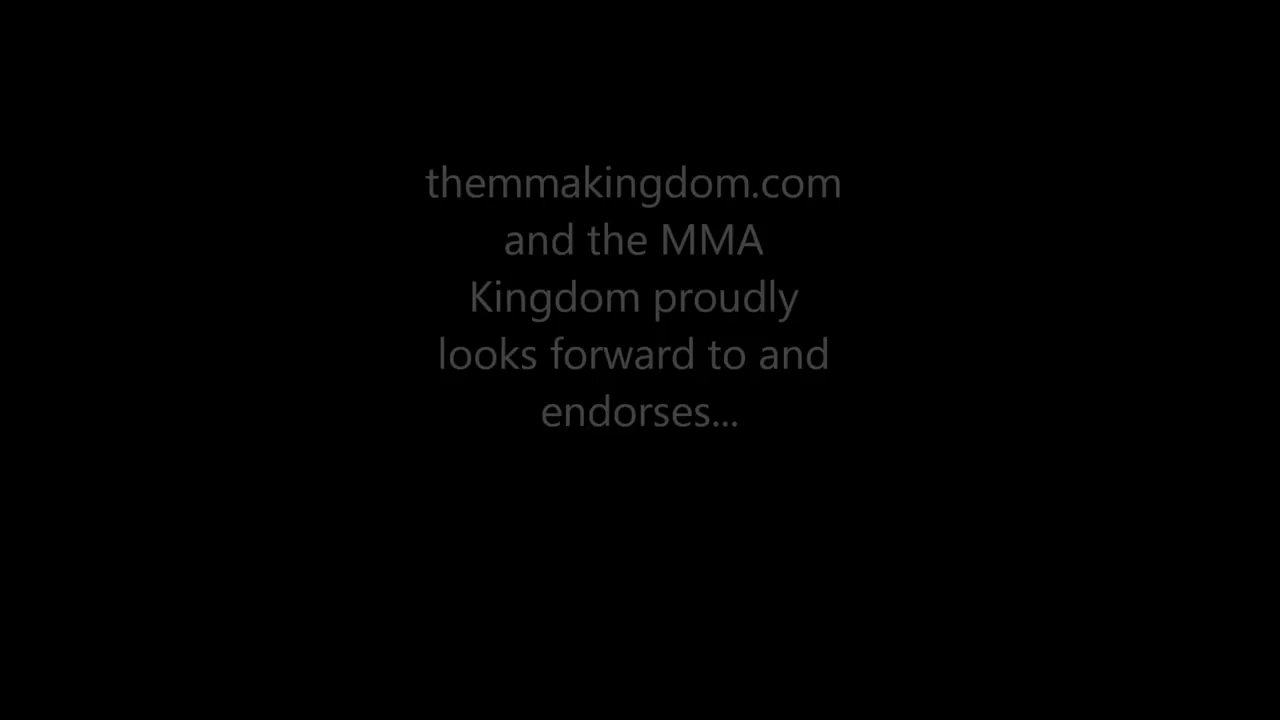 themmakingdom.com
and the MMA
Kingdom proudly
looks forward to and
endorses...